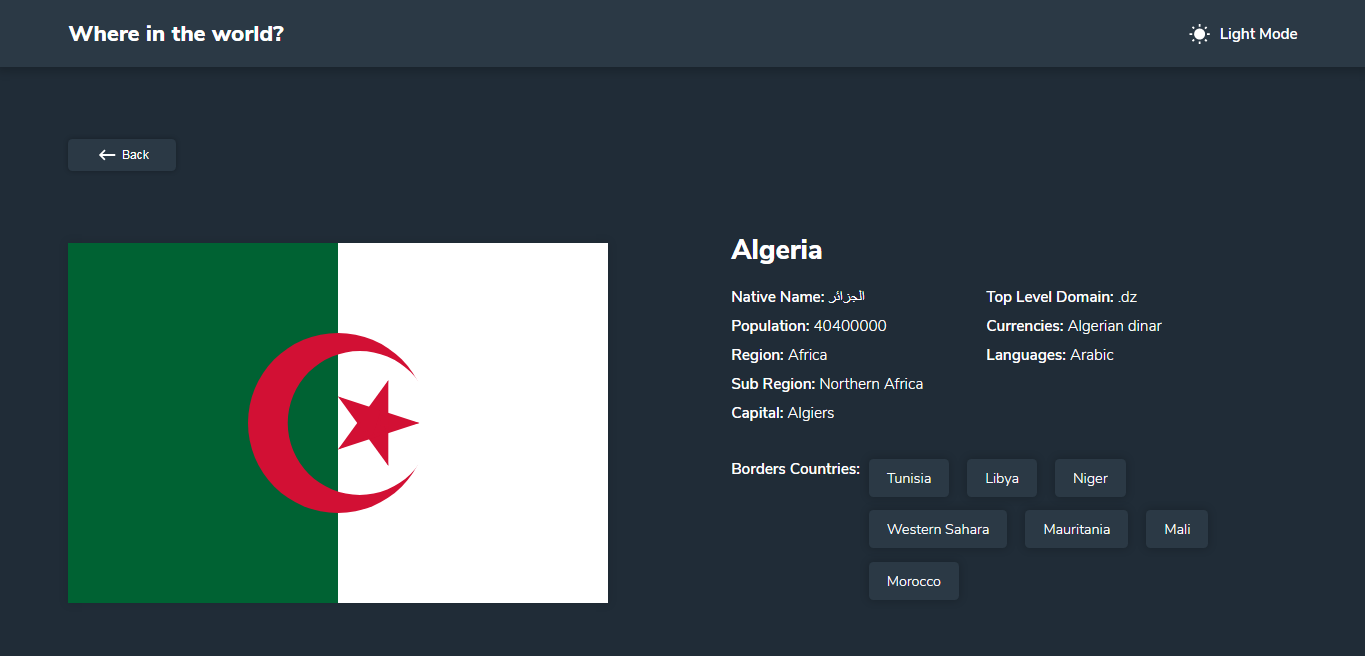 Where in the world?
Light Mode
Back
Algeria
Native Name: الجزائر
Population: 40400000
Region: Africa
Sub Region: Northern Africa
Capital: Algiers
Top Level Domain: .dz
Currencies: Algerian dinar
Languages: Arabic
Borders Countries:
Tunisia
Libya
Niger
Western Sahara
Mauritania
Mali
Morocco